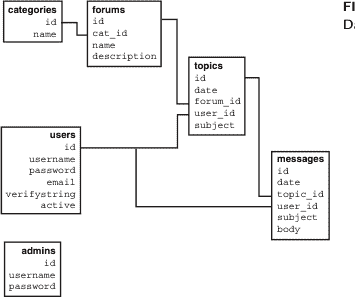 categories
id
name
forums
id
cat_id
name
description
topics
id
date
forum_id
user_id
subject
users
id
username
password
email
verifystring
active
messages
id
date
topic_id
user_id
subject
body
admins
id
username
password